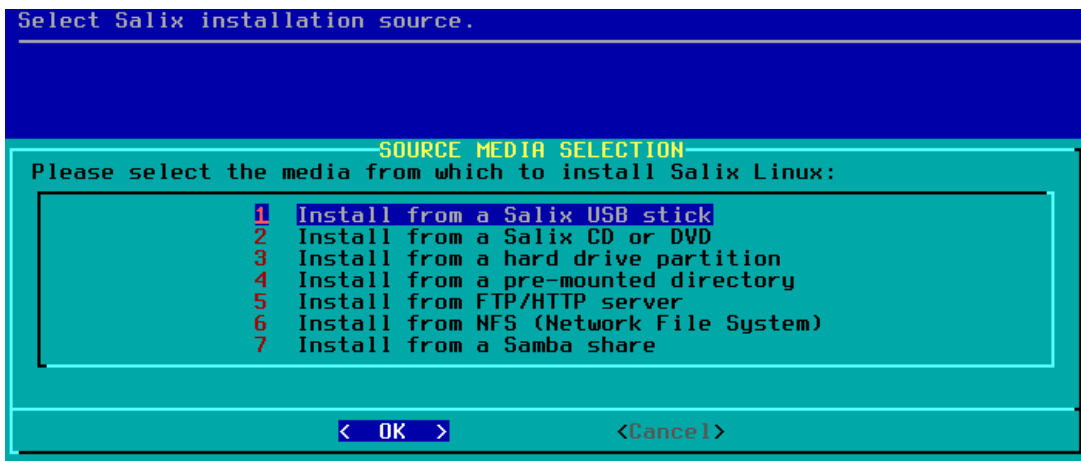 Select Salix installation source.
SOURCE MEDIA SELECTION
Please select the media from which to install Salix Linux:
1 Install from a Salix USB stick
2 Install from a Salix CD or DVD
3 Install from a hard drive partition
4 Install from a pre-mounted directory
5 Install from FTP/HTTP server
6 Install from NFS (Network File System)
7 Install from a Samba share
< OK > <Cancel>